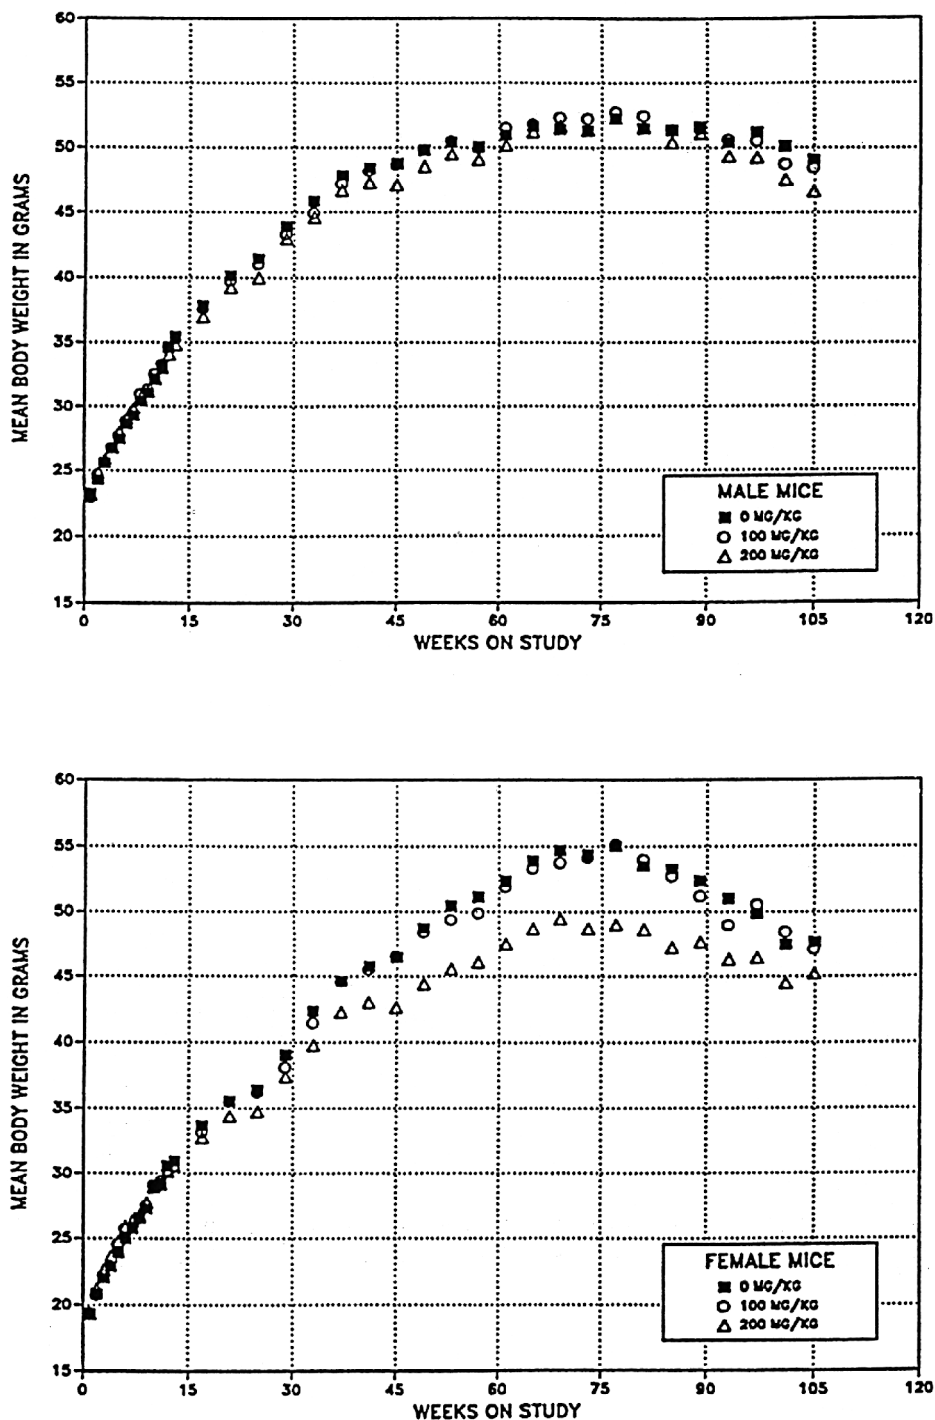 60
55
50
45
40
35
30
25
20
15
MEAN BODY WEIGHT IN GRAMS
MALE MICE
0 MG/KG
100 MG/KG
200 MG/KG
0 15 30 45 60 75 90 105 120
WEEKS ON STUDY
60
55
50
45
40
35
30
25
20
15
MEAN BODY WEIGHT IN GRAMS
FEMALE MICE
0 MG/KG
100 MG/KG
200 MG/KG
0 15 30 45 60 75 90 105 120
WEEKS ON STUDY